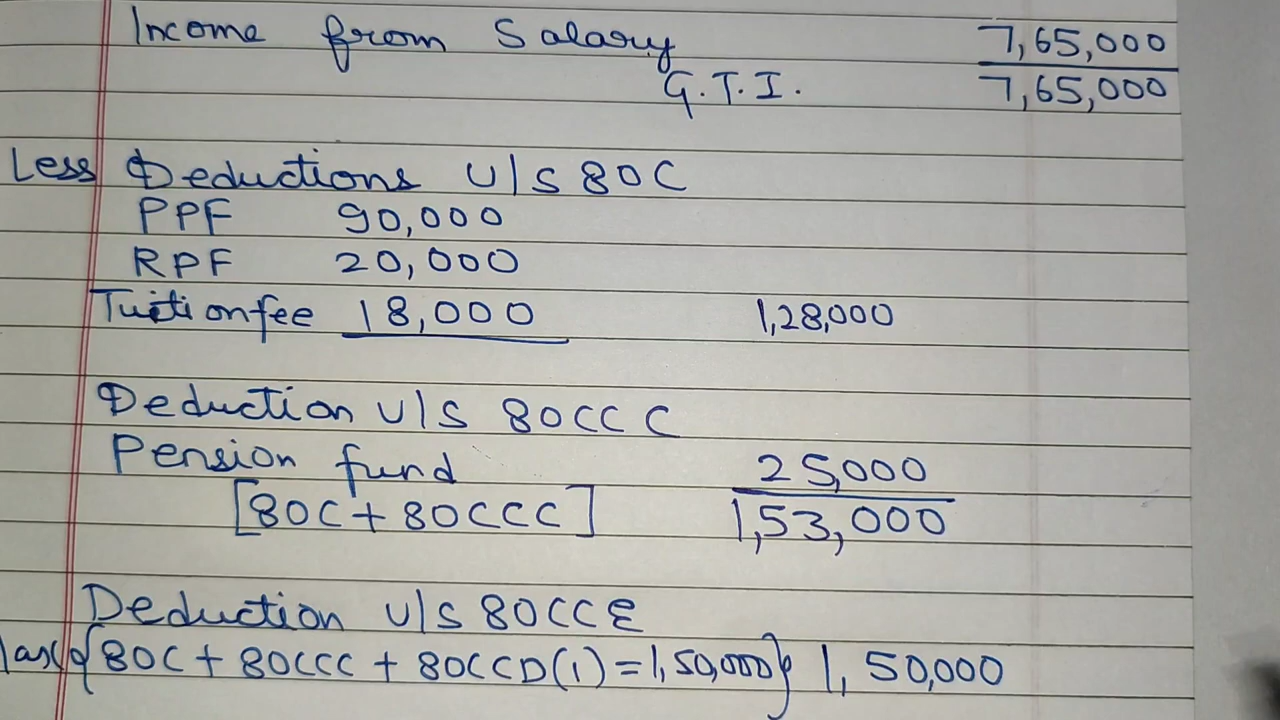 Income from Salary 7,65,000
G.T.I. 7,65,000
Less Deductions U/S 80C
PPF 90,000
RPF 20,000
Tuition fee 18,000 1,28,000
Deduction U/S 80CCC
Pension fund 25,000
[80C + 80CCC] 1,53,000
Deduction U/S 80CCE
{80C + 80CCC + 80CCD(1) = 1,50,000} 1,50,000